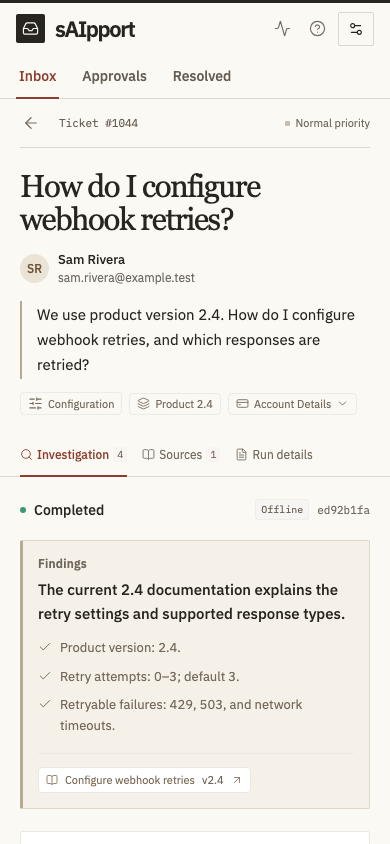 sAIpport
Inbox
Approvals
Resolved
Ticket #1044
Normal priority
How do I configure
webhook retries?
SR
Sam Rivera
sam.rivera@example.test
We use product version 2.4. How do I configure
webhook retries, and which responses are
retried?
Configuration
Product 2.4
Account Details
Investigation 4
Sources 1
Run details
Completed
Offline
ed92b1fa
Findings
The current 2.4 documentation explains the
retry settings and supported response types.
Product version: 2.4.
Retry attempts: 0–3; default 3.
Retryable failures: 429, 503, and network
timeouts.
Configure webhook retries v2.4